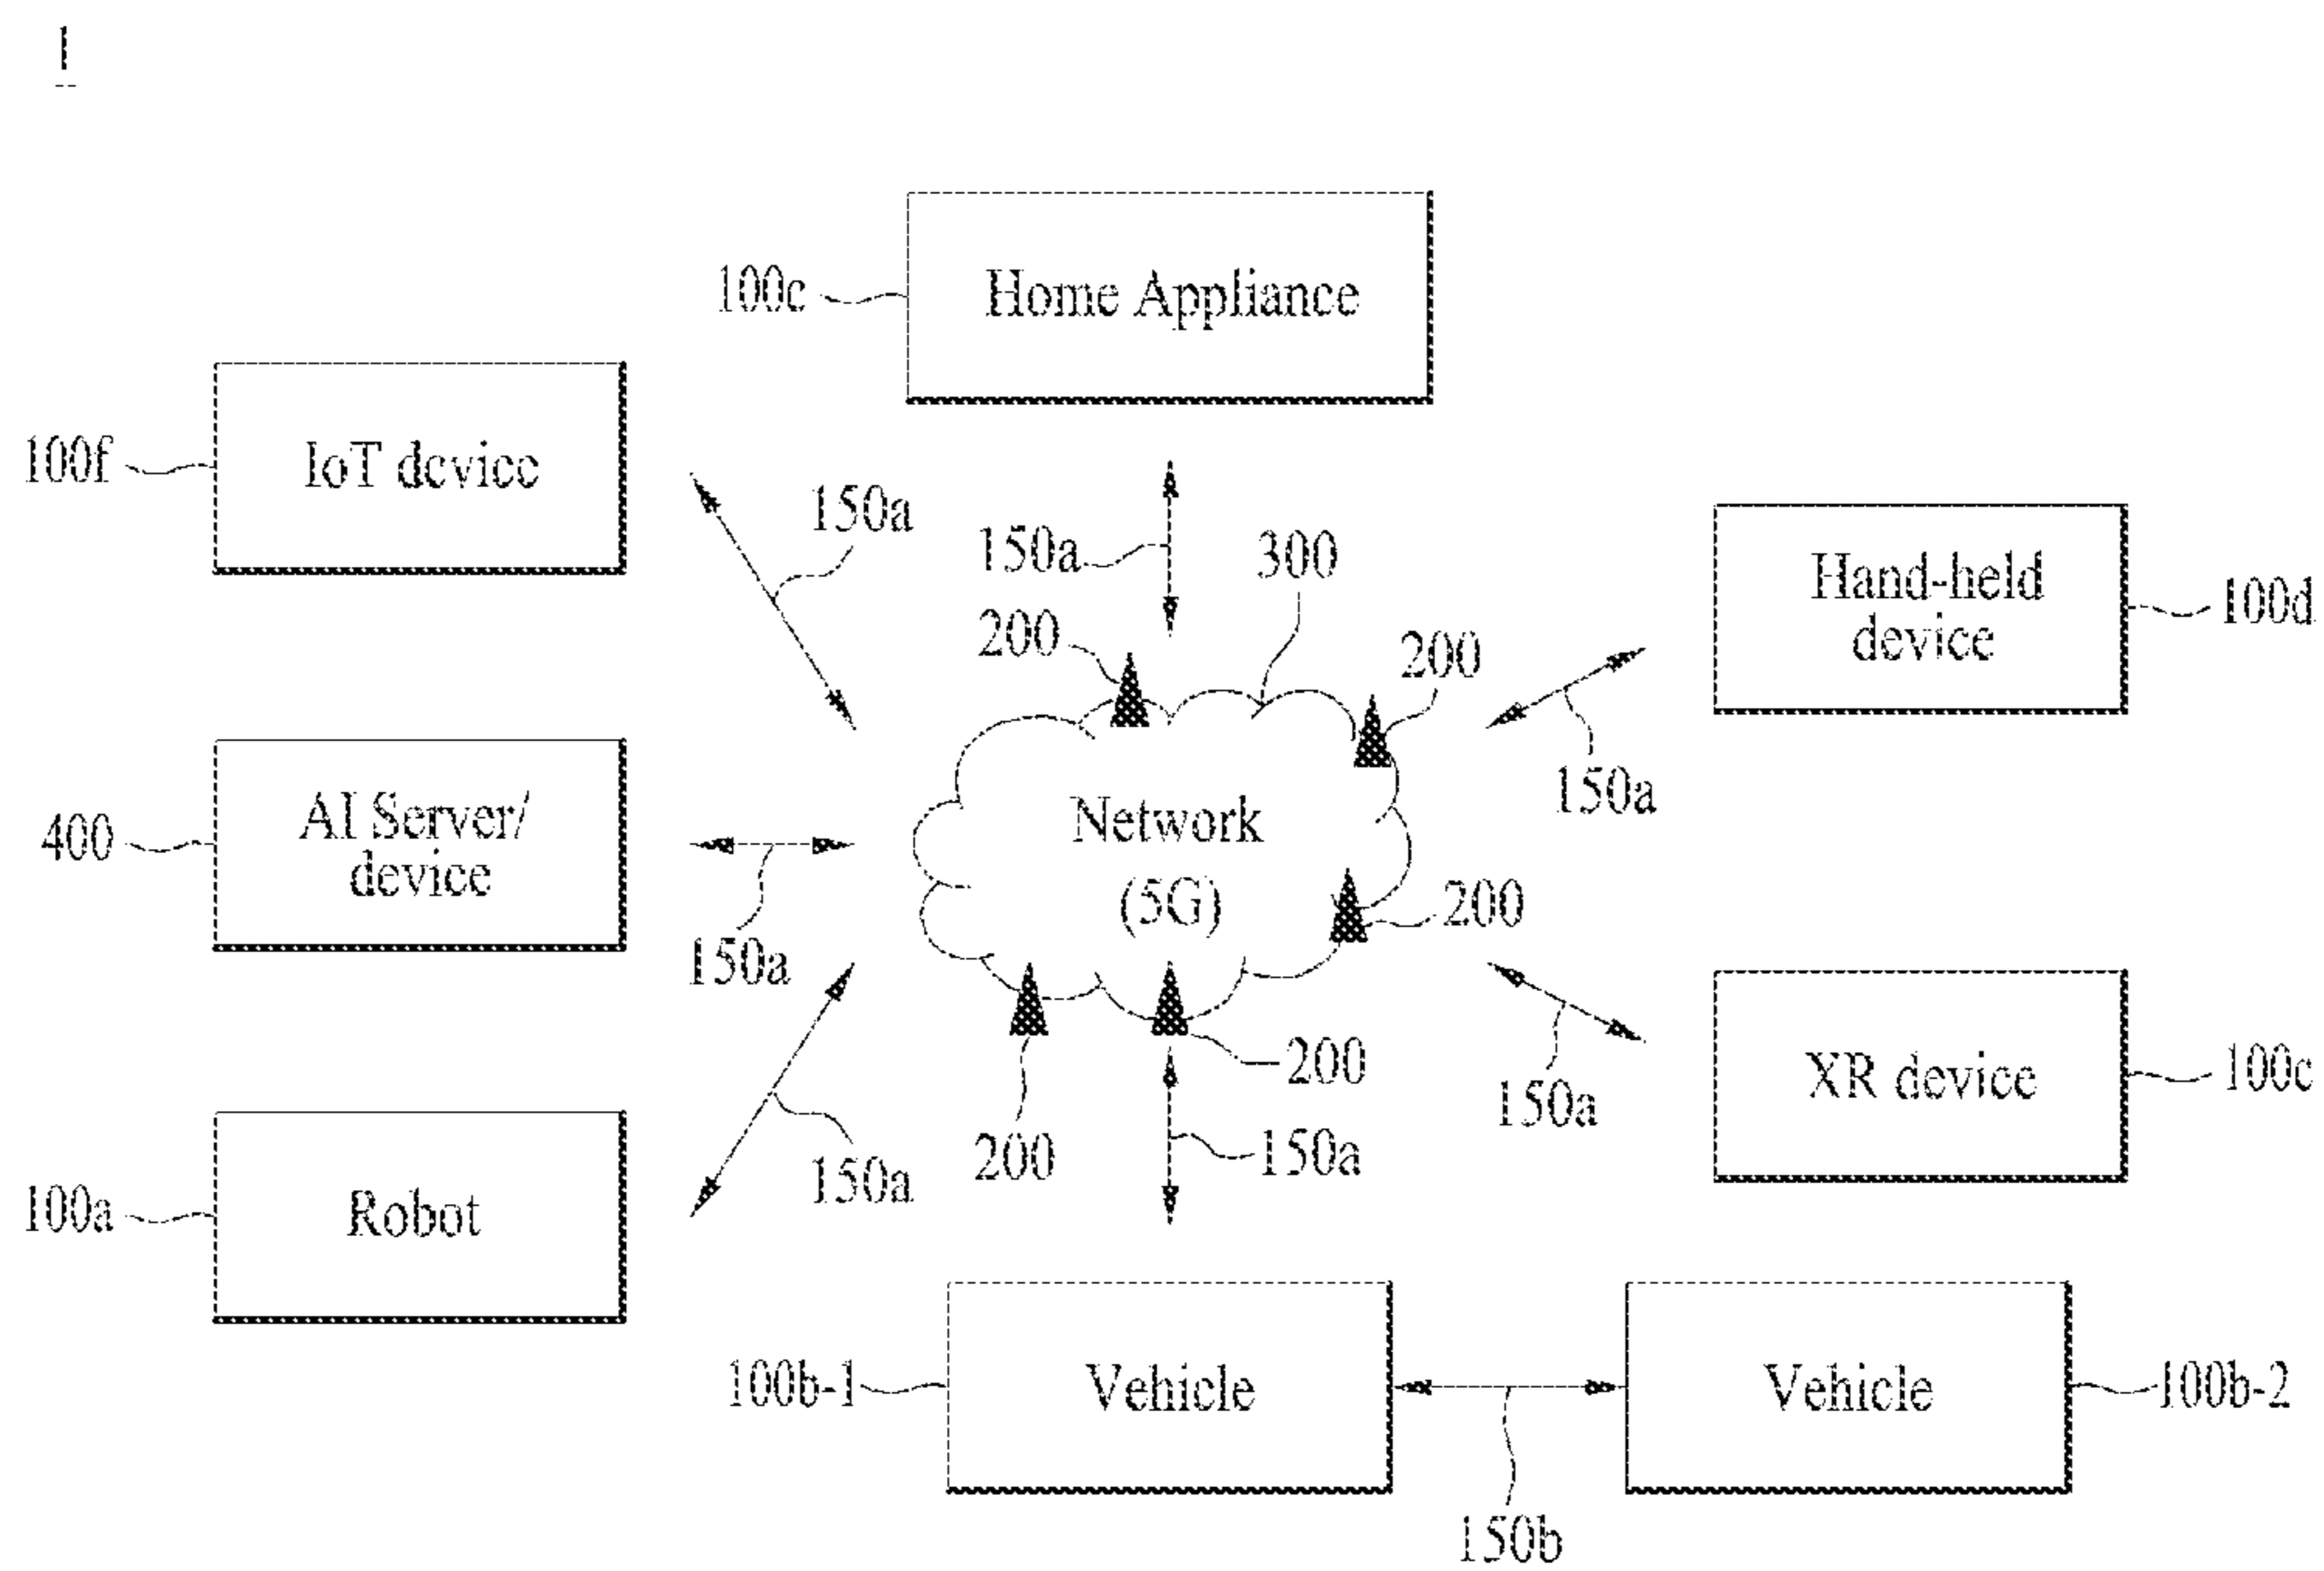 1
100e
Home Appliance
100f
IoT device
150a
150a
300
Hand-held
device
100d
200
200
150a
400
AI Server/
device
150a
Network
(5G)
200
XR device
100c
150a
200
200
150a
150a
100a
Robot
100b-1
Vehicle
Vehicle
100b-2
150b